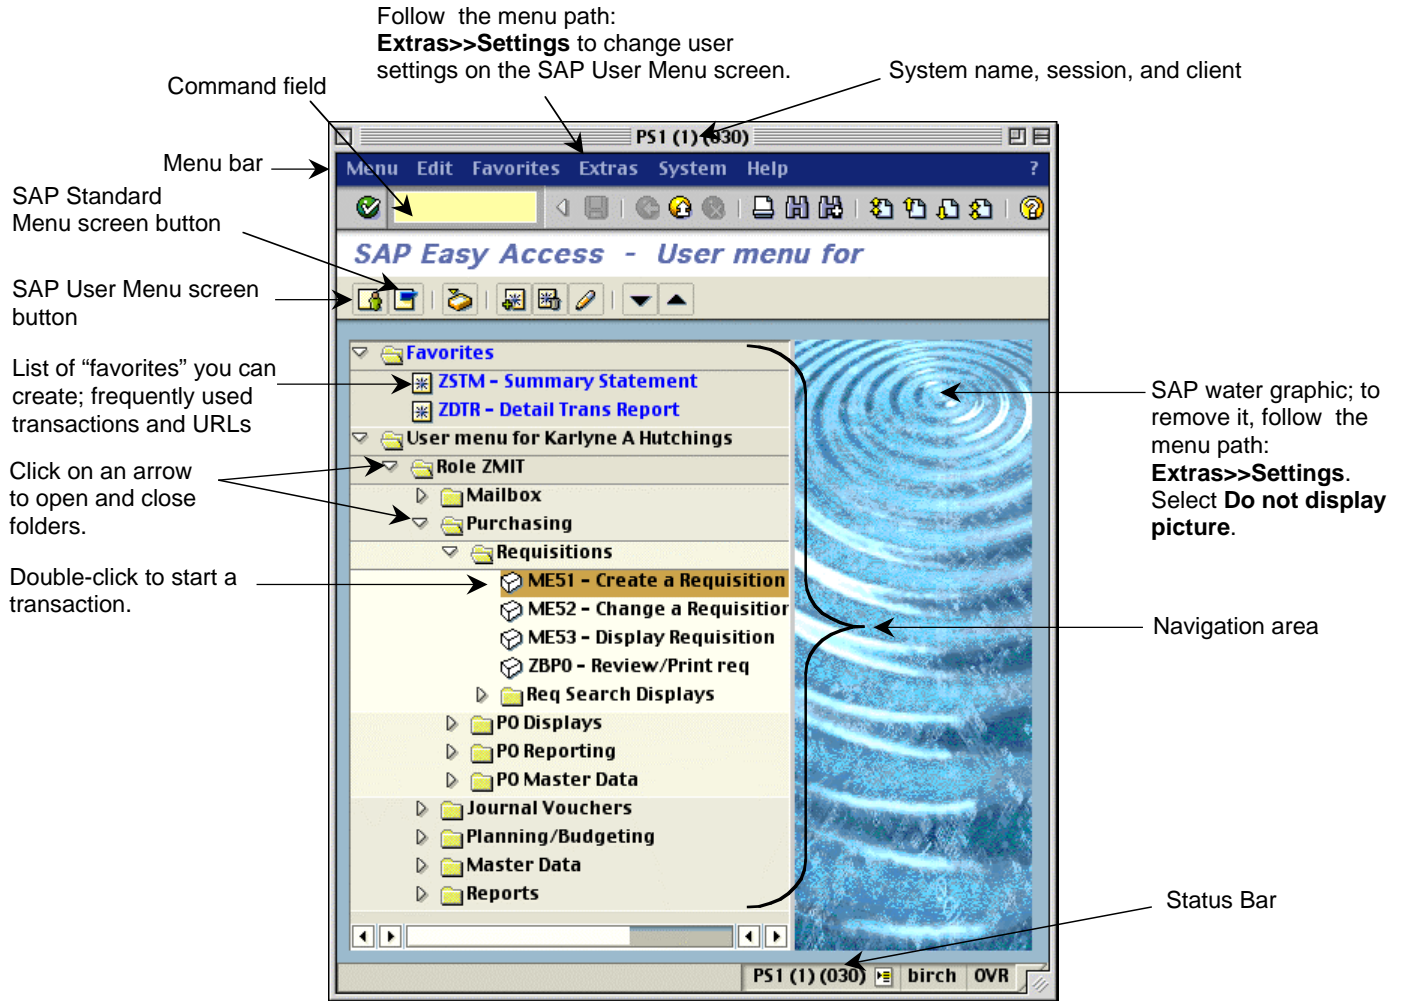 Follow the menu path:
Extras>>Settings to change user
settings on the SAP User Menu screen.
System name, session, and client
Command field
PS1 (1) (030)
Menu bar
Menu Edit Favorites Extras System Help ?
SAP Standard
Menu screen button
SAP Easy Access - User menu for
SAP User Menu screen
button
List of “favorites” you can
create; frequently used
transactions and URLs
Click on an arrow
to open and close
folders.
Double-click to start a
transaction.
Favorites
ZSTM - Summary Statement
ZDTR - Detail Trans Report
User menu for Karlyne A Hutchings
Role ZMIT
Mailbox
Purchasing
Requisitions
ME51 - Create a Requisition
ME52 - Change a Requisition
ME53 - Display Requisition
ZBP0 - Review/Print req
Req Search Displays
PO Displays
PO Reporting
PO Master Data
Journal Vouchers
Planning/Budgeting
Master Data
Reports
SAP water graphic; to
remove it, follow the
menu path:
Extras>>Settings.
Select Do not display
picture.
Navigation area
Status Bar
PS1 (1) (030) birch OVR